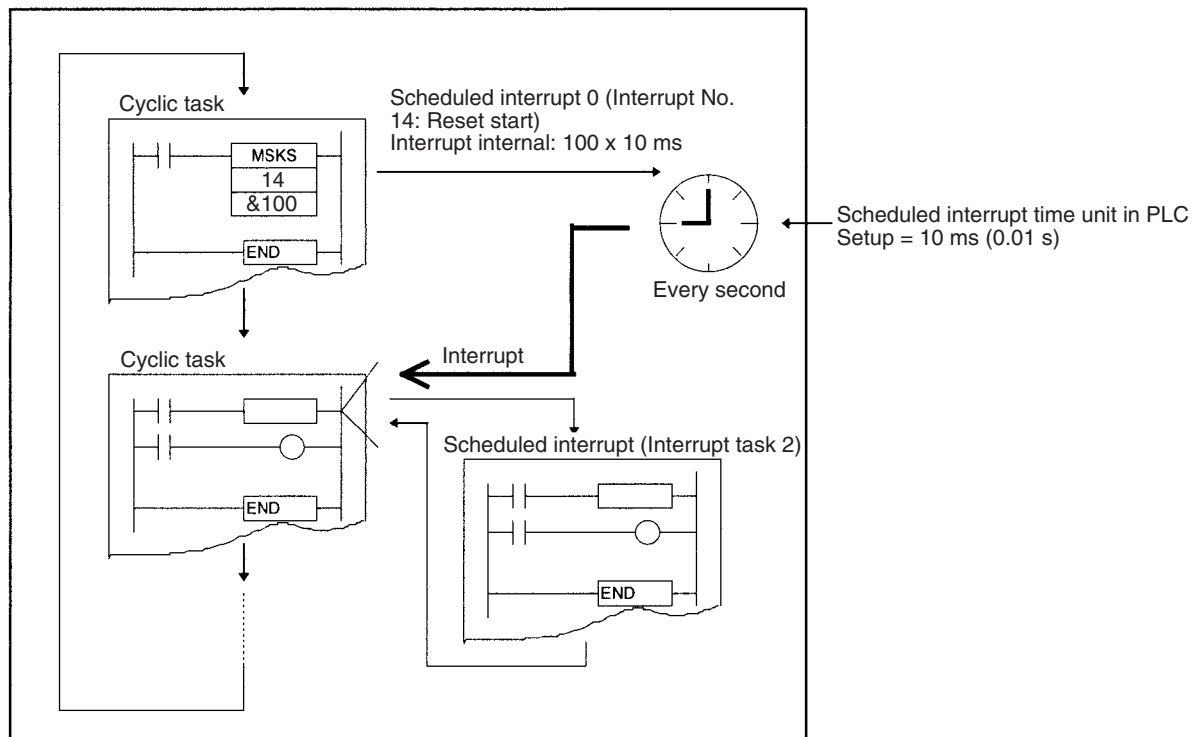 Cyclic task
Scheduled interrupt 0 (Interrupt No.
14: Reset start)
Interrupt internal: 100 x 10 ms
MSKS
14
&100
END
Scheduled interrupt time unit in PLC
Setup = 10 ms (0.01 s)
Every second
Cyclic task
Interrupt
END
Scheduled interrupt (Interrupt task 2)
END